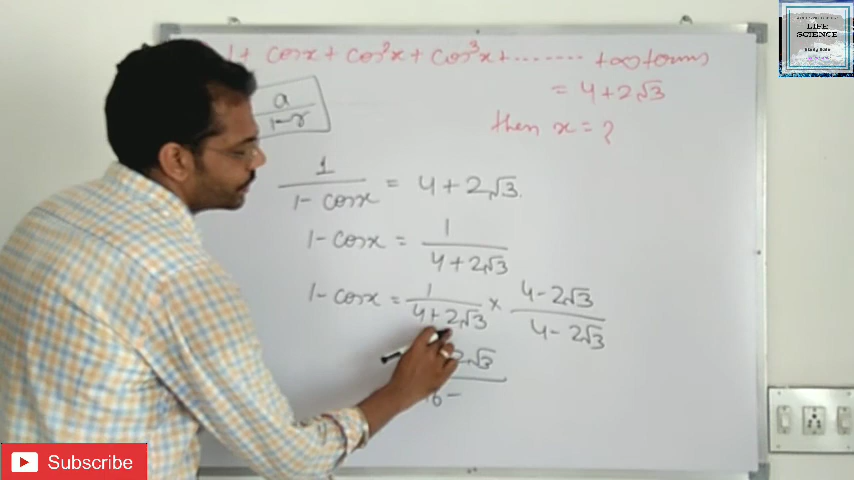 1 + cosx + cos²x + cos³x + ........ +∞ terms
= 4 + 2√3
then x = ?
a
1-r
1
1 - cosx = 4 + 2√3.
1 - cosx = 1
4 + 2√3
1 - cosx = 1 × 4 - 2√3
4 + 2√3 4 - 2√3
2√3
6 -
LIFE
SCIENCE
Subscribe